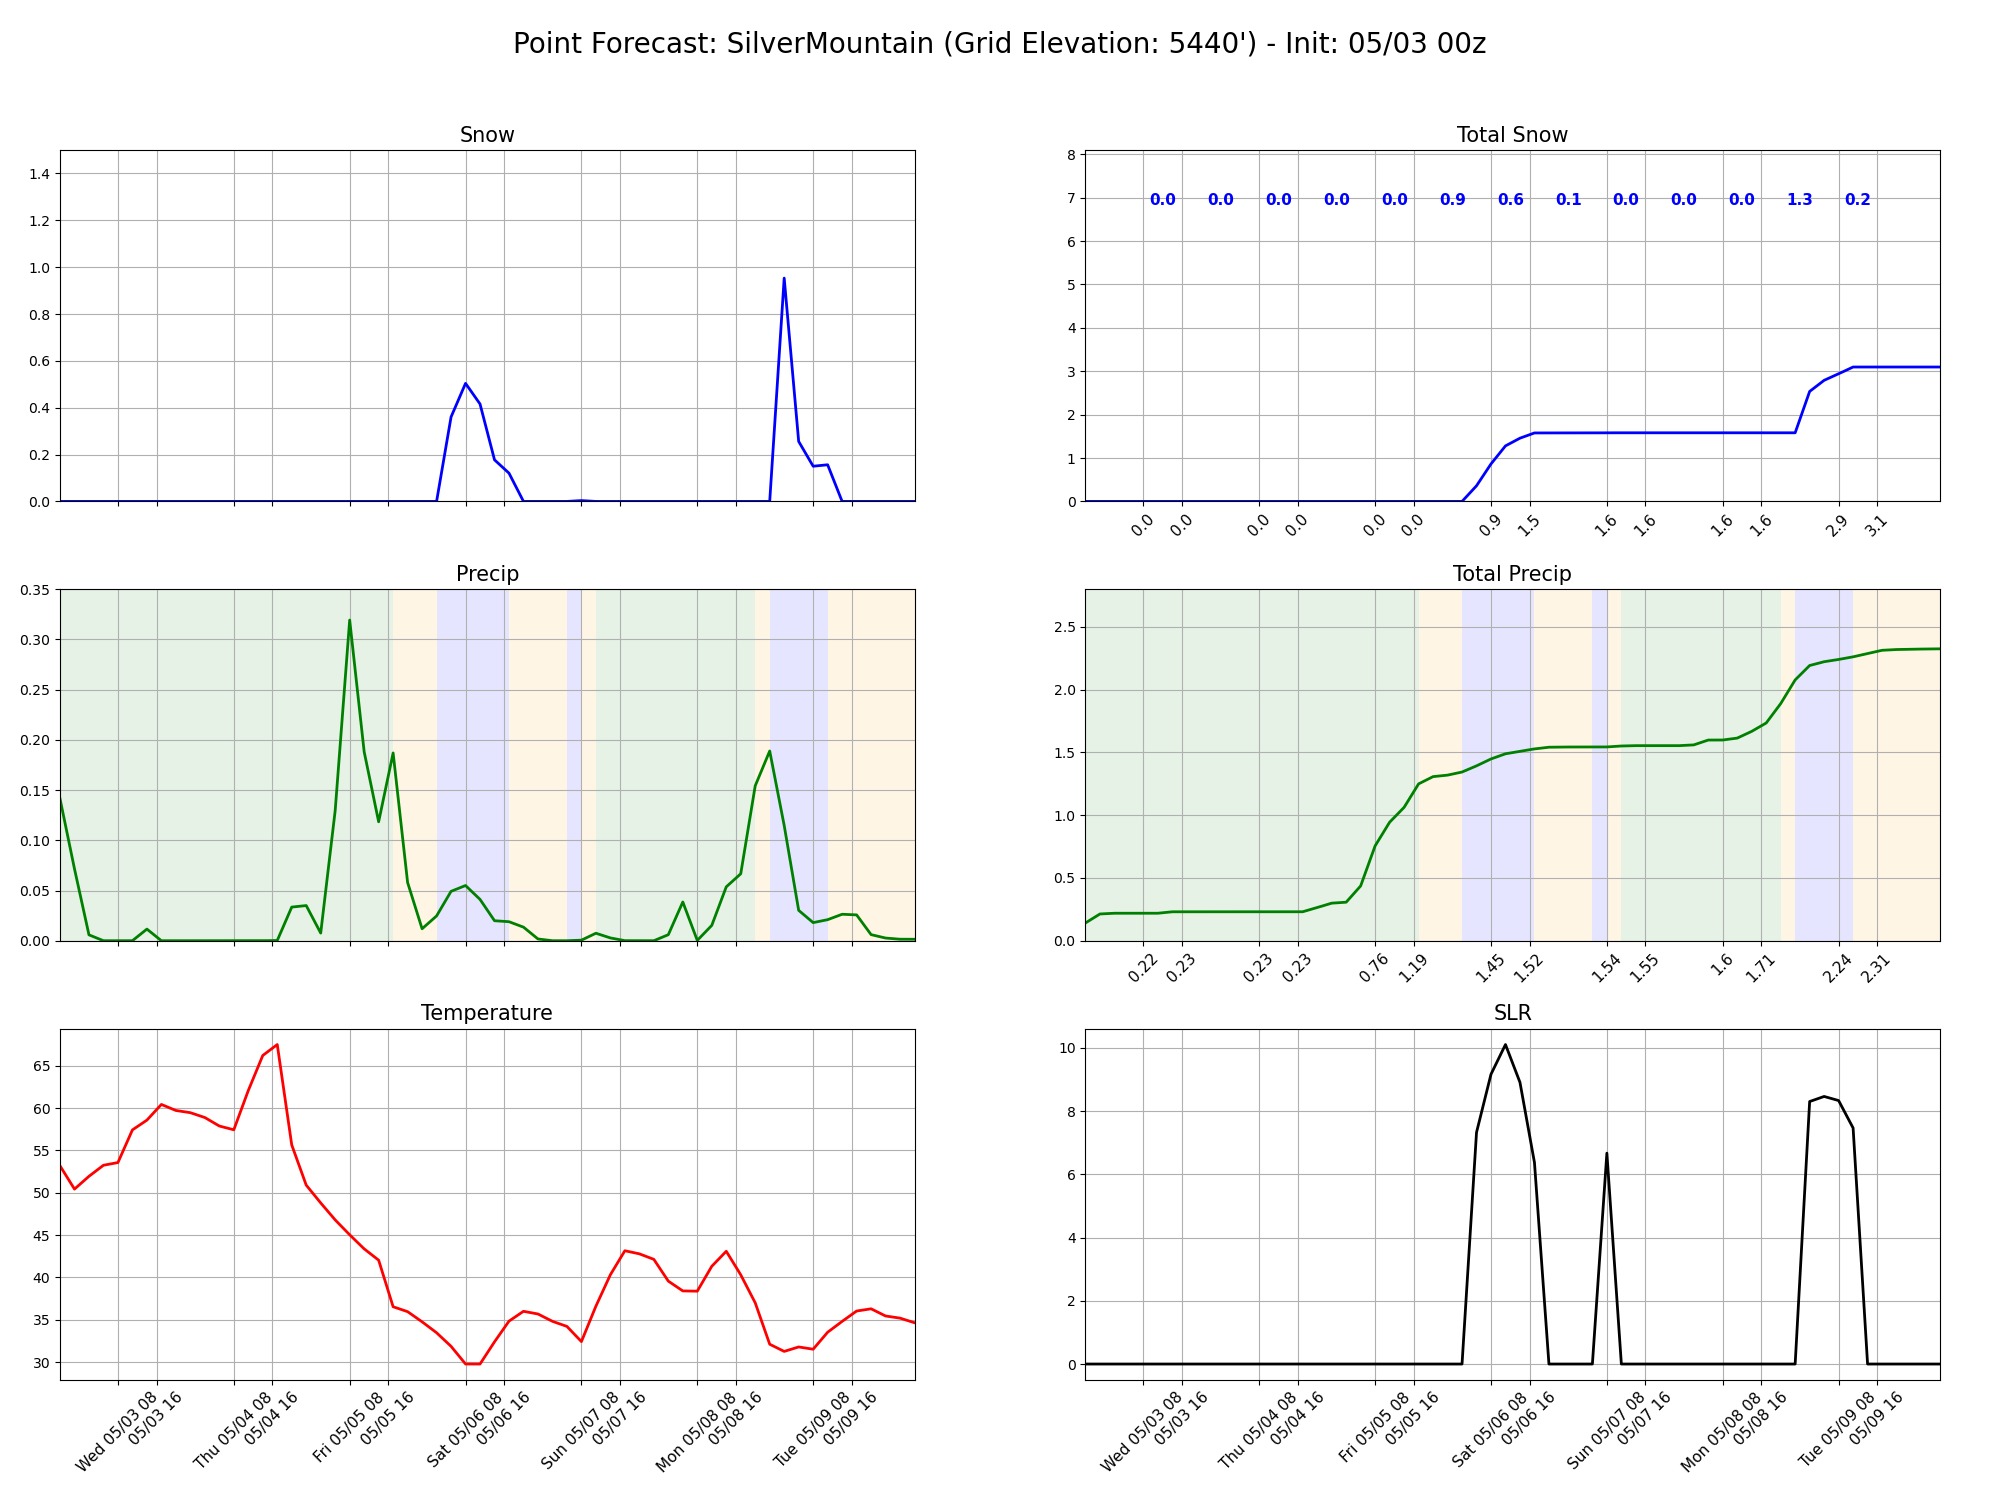 Point Forecast: SilverMountain (Grid Elevation: 5440') - Init: 05/03 00z
Snow
1.4
1.2
1.0
0.8
0.6
0.4
0.2
0.0
Total Snow
8
7
6
5
4
3
2
1
0
0.0 0.0 0.0 0.0 0.0 0.9 0.6 0.1 0.0 0.0 0.0 1.3 0.2
0.0 0.0 0.0 0.0 0.0 0.0 0.9 1.5 1.6 1.6 1.6 1.6 2.9 3.1
Precip
0.35
0.30
0.25
0.20
0.15
0.10
0.05
0.00
Total Precip
2.5
2.0
1.5
1.0
0.5
0.0
0.22 0.23 0.23 0.23 0.76 1.19 1.45 1.52 1.54 1.55 1.6 1.71 2.24 2.31
Temperature
65
60
55
50
45
40
35
30
Wed 05/03 08
05/03 16
Thu 05/04 08
05/04 16
Fri 05/05 08
05/05 16
Sat 05/06 08
05/06 16
Sun 05/07 08
05/07 16
Mon 05/08 08
05/08 16
Tue 05/09 08
05/09 16
SLR
10
8
6
4
2
0
Wed 05/03 08
05/03 16
Thu 05/04 08
05/04 16
Fri 05/05 08
05/05 16
Sat 05/06 08
05/06 16
Sun 05/07 08
05/07 16
Mon 05/08 08
05/08 16
Tue 05/09 08
05/09 16